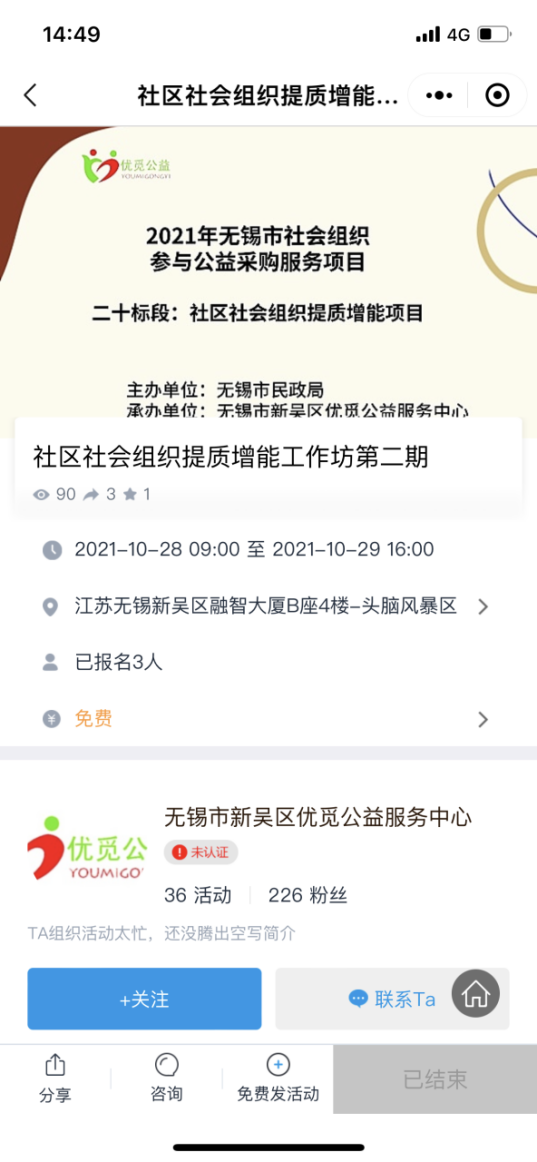 14:49
4G
社区社会组织提质增能...
优觅公益
YOUMIGONGYI
2021年无锡市社会组织
参与公益采购服务项目
二十标段：社区社会组织提质增能项目
主办单位：无锡市民政局
承办单位：无锡市新吴区优觅公益服务中心
社区社会组织提质增能工作坊第二期
90 3 1
2021-10-28 09:00 至 2021-10-29 16:00
江苏无锡新吴区融智大厦B座4楼-头脑风暴区
已报名3人
免费
无锡市新吴区优觅公益服务中心
优觅公
YOUMIGO
未认证
36 活动 226 粉丝
TA组织活动太忙，还没腾出空写简介
+关注
联系Ta
分享
咨询
免费发活动
已结束